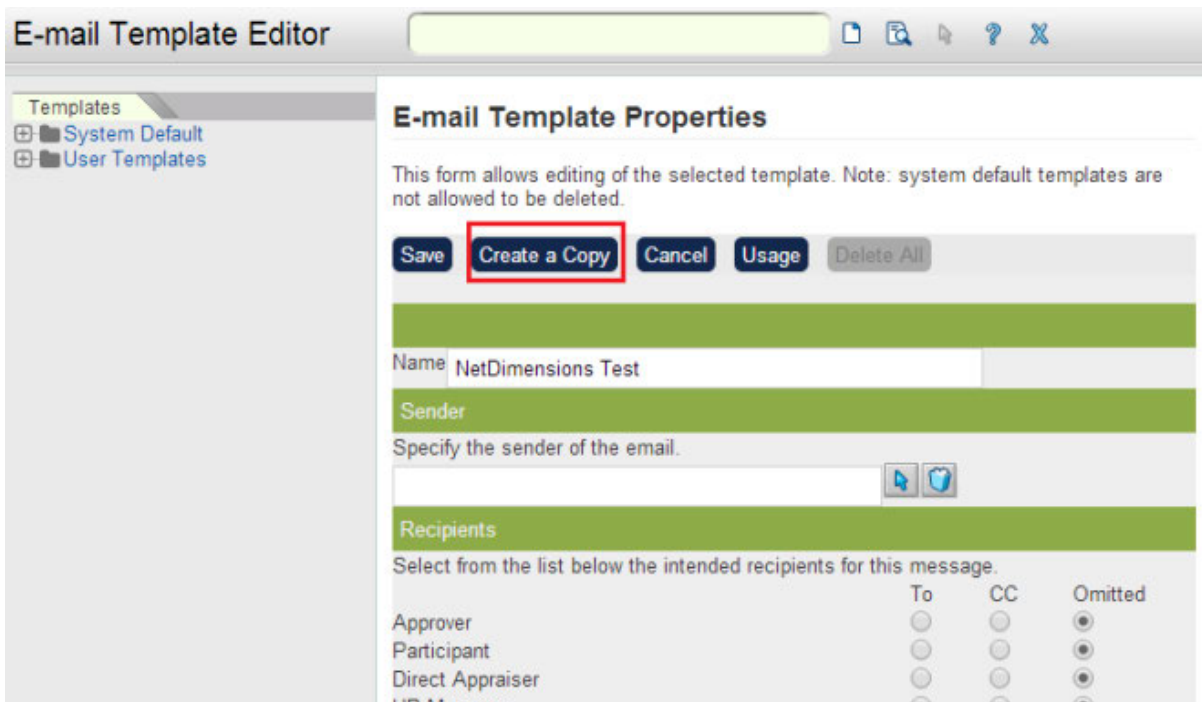 E-mail Template Editor
Templates
System Default
User Templates
E-mail Template Properties
This form allows editing of the selected template. Note: system default templates are
not allowed to be deleted.
Save Create a Copy Cancel Usage Delete All
Name NetDimensions Test
Sender
Specify the sender of the email.
Recipients
Select from the list below the intended recipients for this message.
To CC Omitted
Approver
Participant
Direct Appraiser